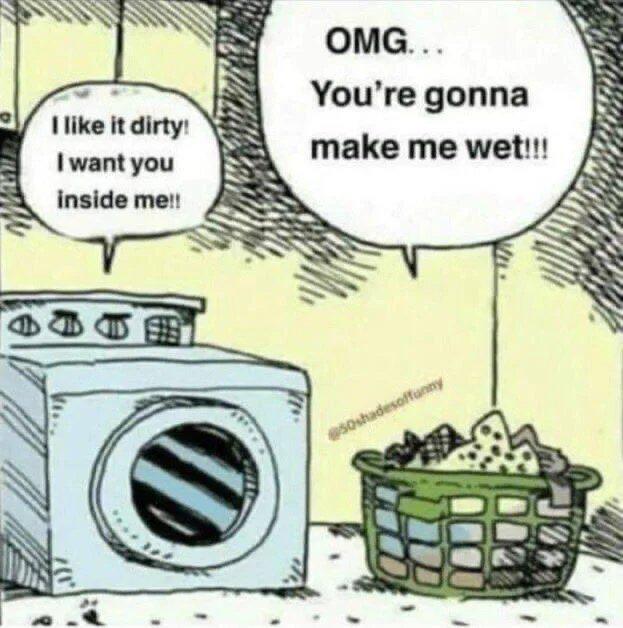 I like it dirty!
I want you
inside me!!
OMG...
You're gonna
make me wet!!!
@50shadesoffunny